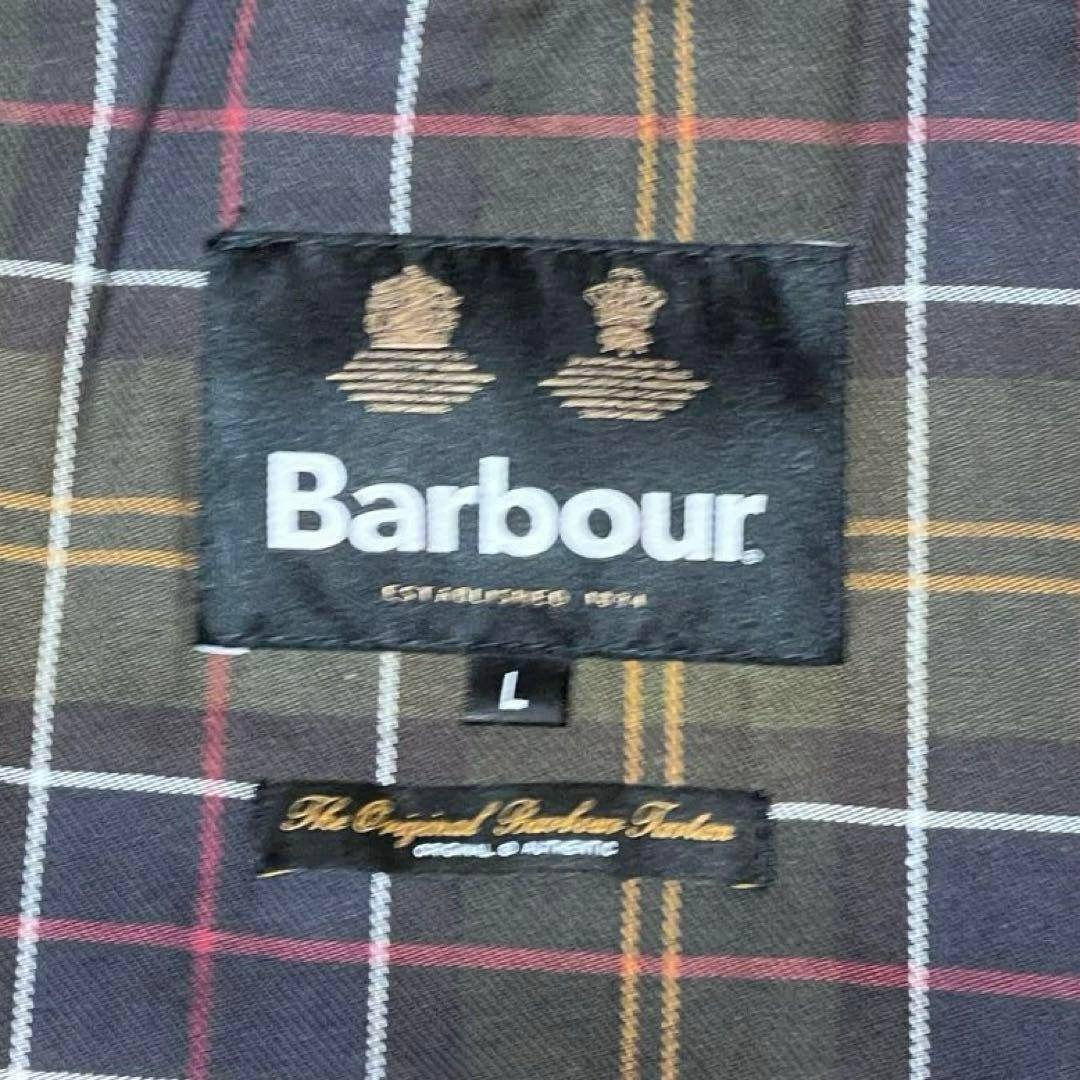 Barbour
ESTABLISHED 1894
L
The Original Barbour Tartan
ORIGINAL & AUTHENTIC